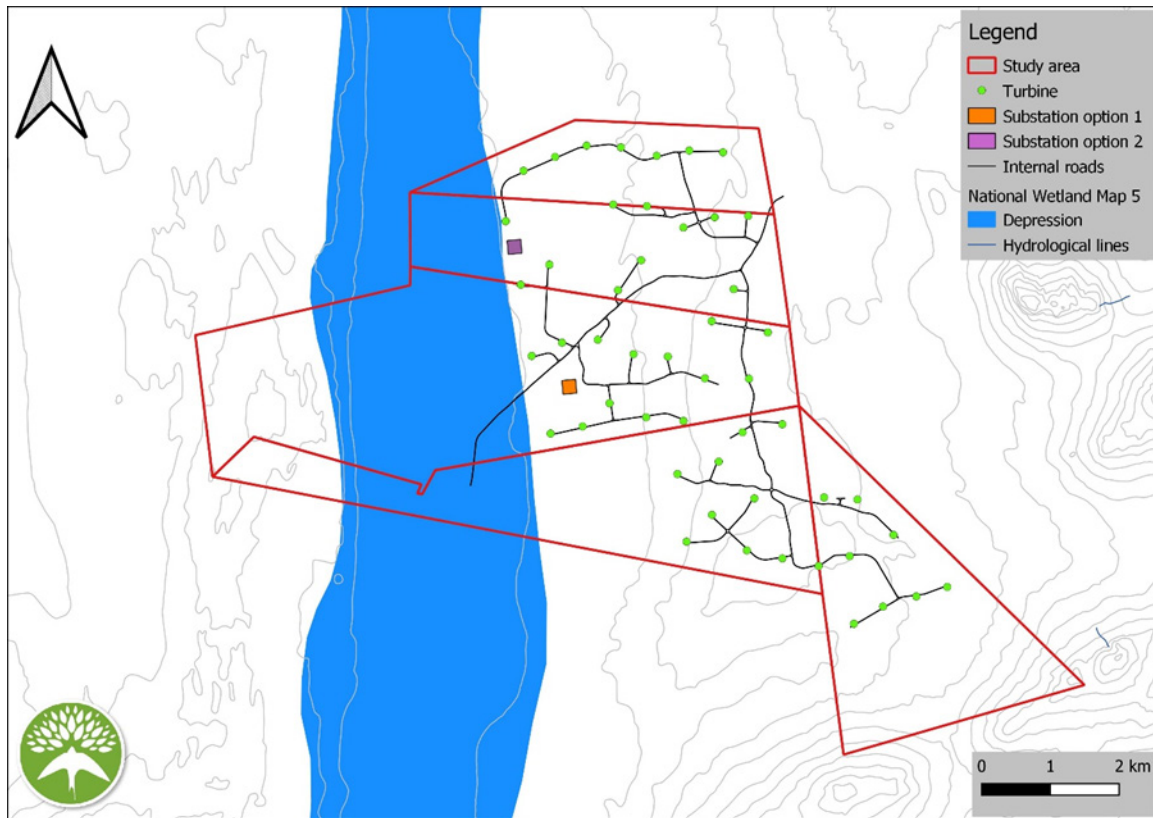 Legend
Study area
Turbine
Substation option 1
Substation option 2
Internal roads
National Wetland Map 5
Depression
Hydrological lines
0 1 2 km